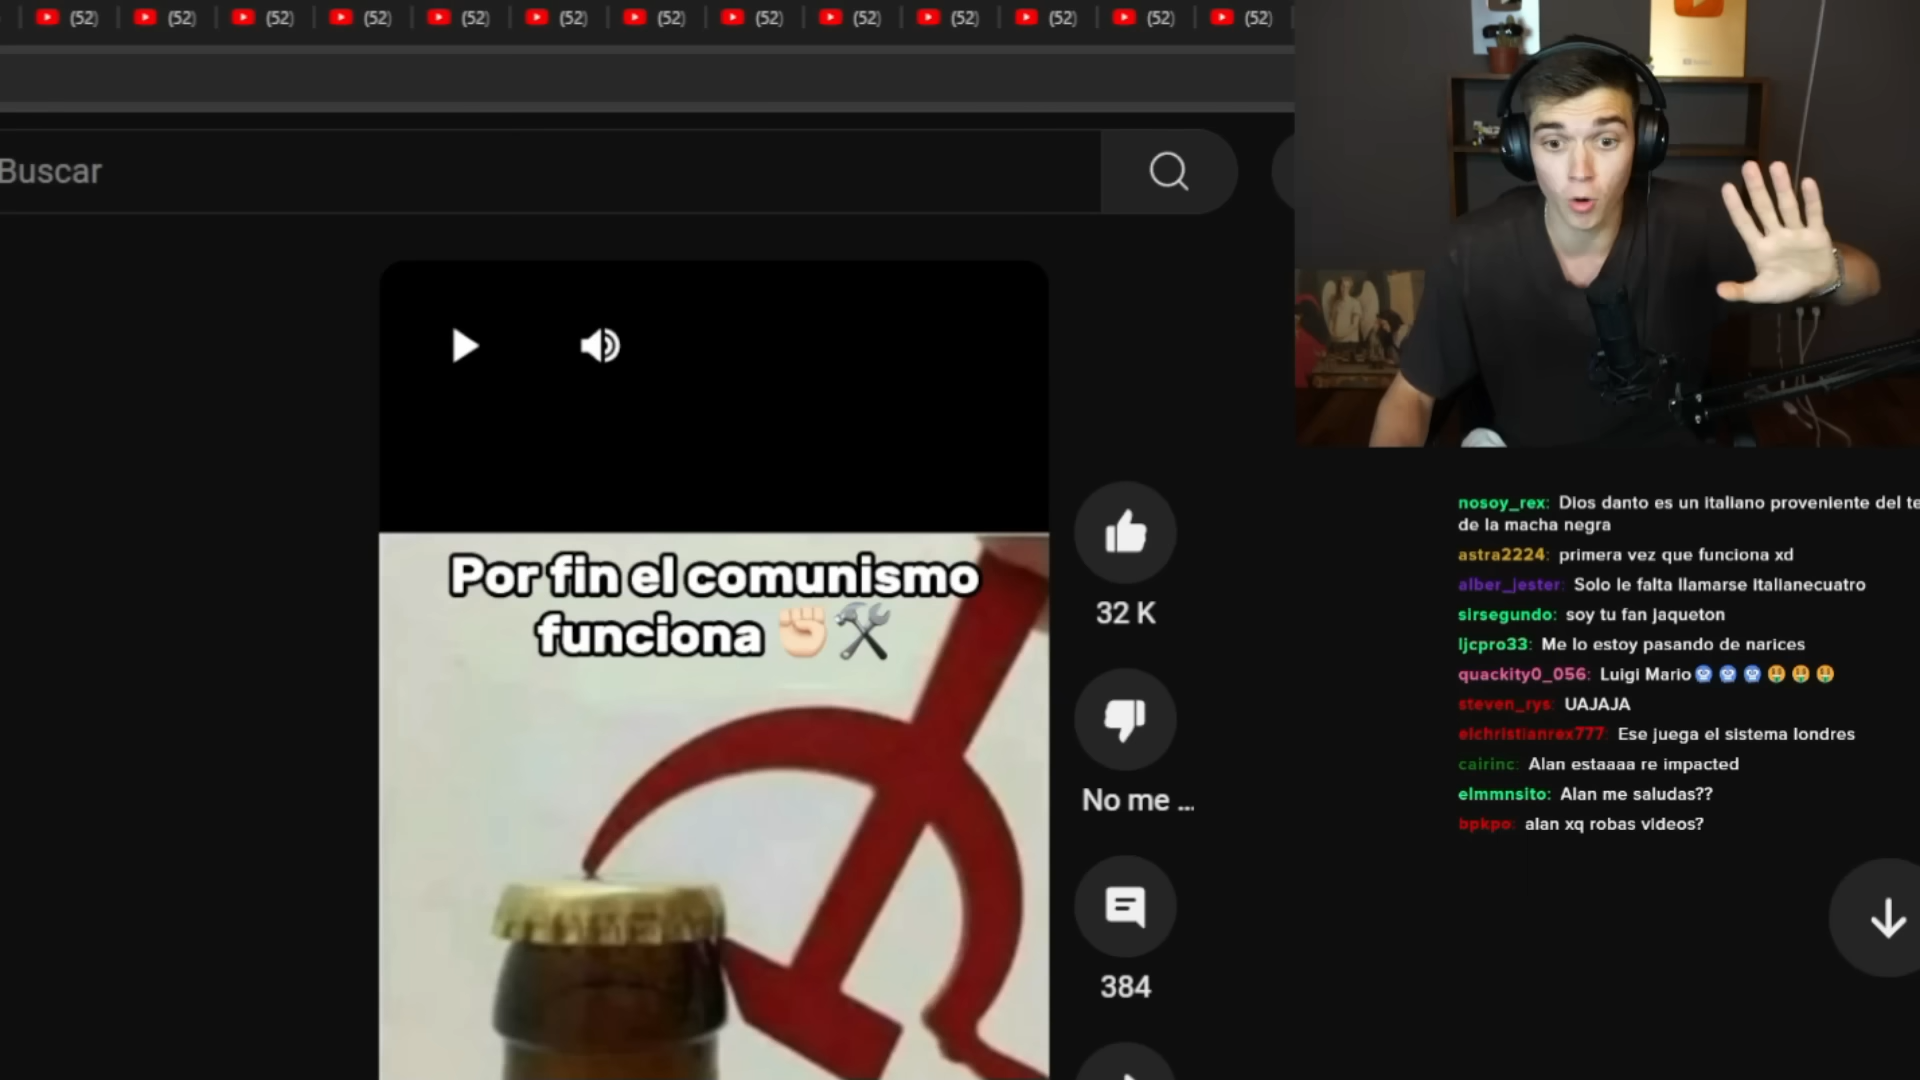 (52) (52) (52) (52) (52) (52) (52) (52) (52) (52) (52) (52) (52)
Buscar
Por fin el comunismo
funciona ✊🏻🛠️
32 K
No me ...
384
nosoy_rex: Dios danto es un italiano proveniente del te
de la macha negra
astra2224: primera vez que funciona xd
alber_jester: Solo le falta llamarse Italianecuatro
sirsegundo: soy tu fan jaqueton
ljcpro33: Me lo estoy pasando de narices
quackity0_056: Luigi Mario🥶🥶🥶🤑🤑🤑
steven_rys: UAJAJA
elchristianrex777: Ese juega el sistema londres
cairinc: Alan estaaaa re impacted
elmmnsito: Alan me saludas??
bpkpo: alan xq robas videos?